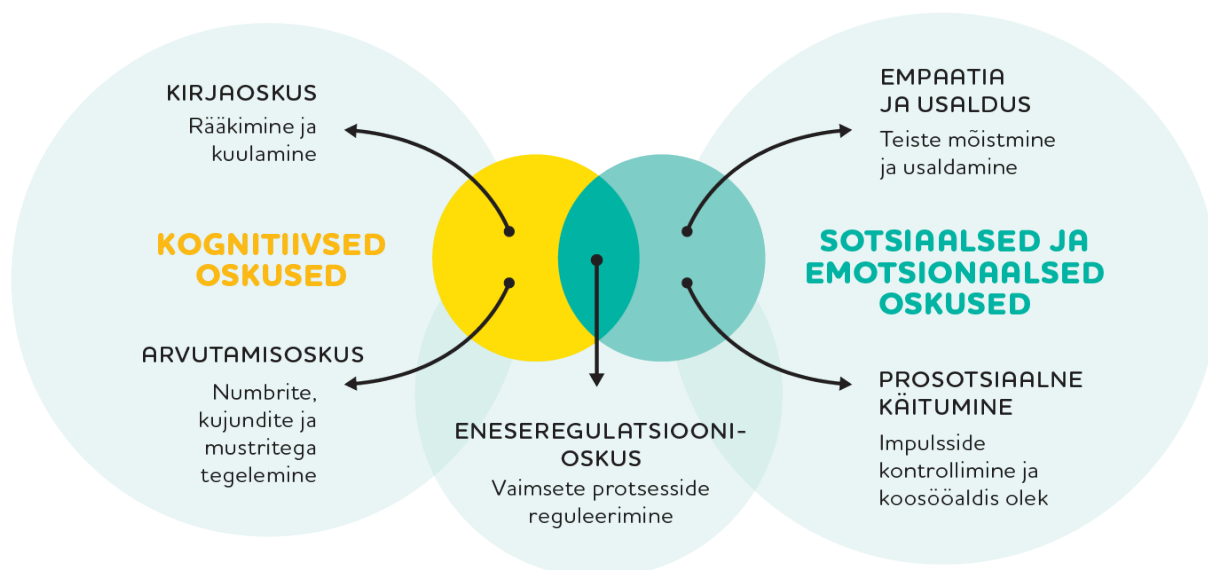 KIRJAOSKUS
Rääkimine ja
kuulamine
KOGNITIIVSED
OSKUSED
ARVUTAMISOSKUS
Numbrite,
kujundite ja
mustritega
tegelemine
ENESEREGULATSIOONI-
OSKUS
Vaimsete protsesside
reguleerimine
EMPAATIA
JA USALDUS
Teiste mõistmine
ja usaldamine
SOTSIAALSED JA
EMOTSIONAALSED
OSKUSED
PROSOTSIAALNE
KÄITUMINE
Impulsside
kontrollimine ja
koosööaldis olek